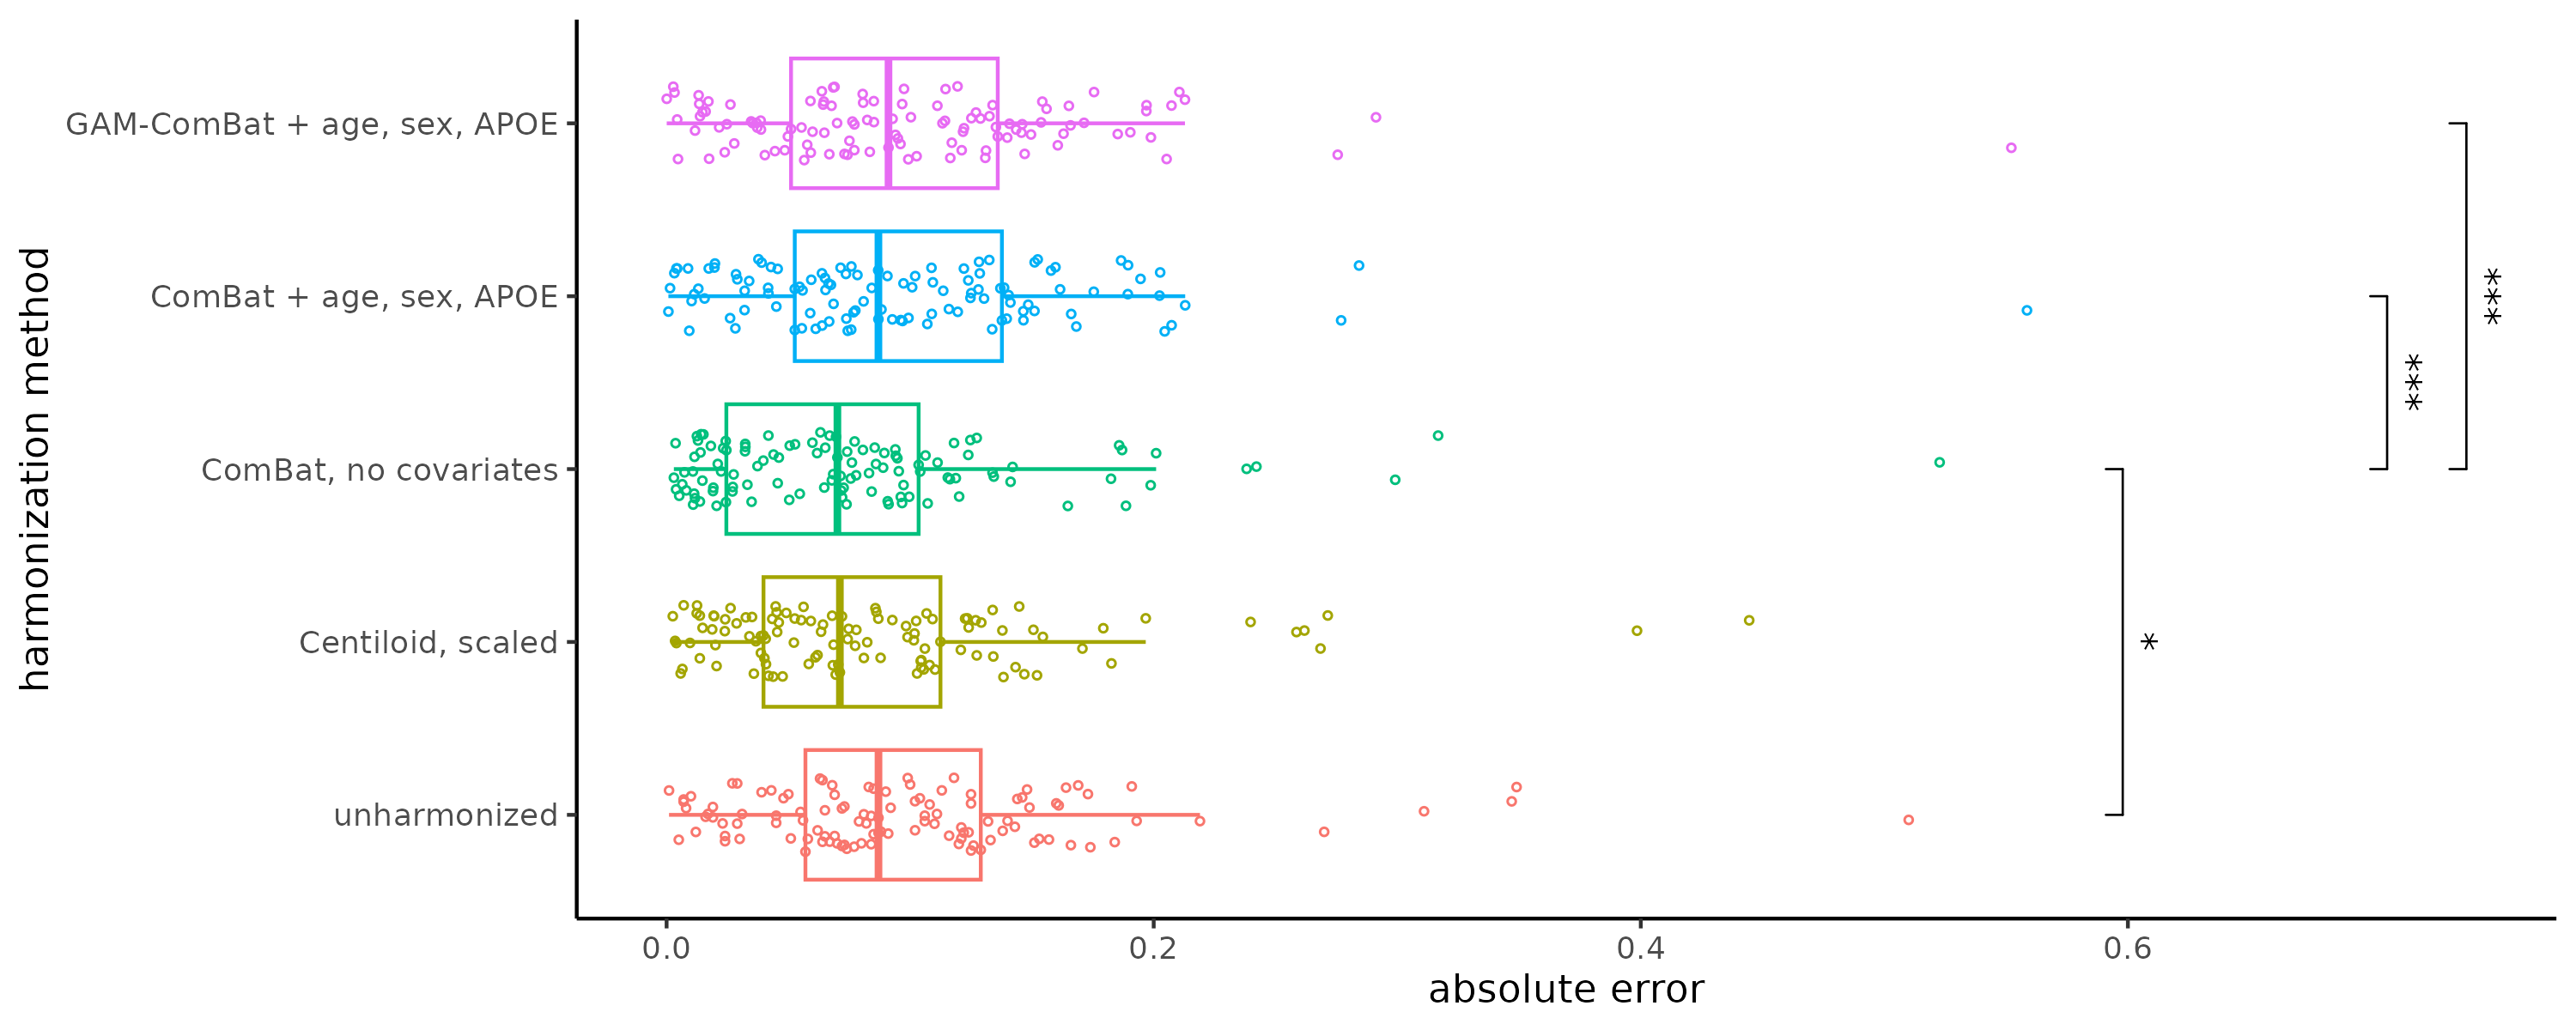 harmonization method
GAM-ComBat + age, sex, APOE
ComBat + age, sex, APOE
ComBat, no covariates
Centiloid, scaled
unharmonized
***
***
*
0.0 0.2 0.4 0.6
absolute error